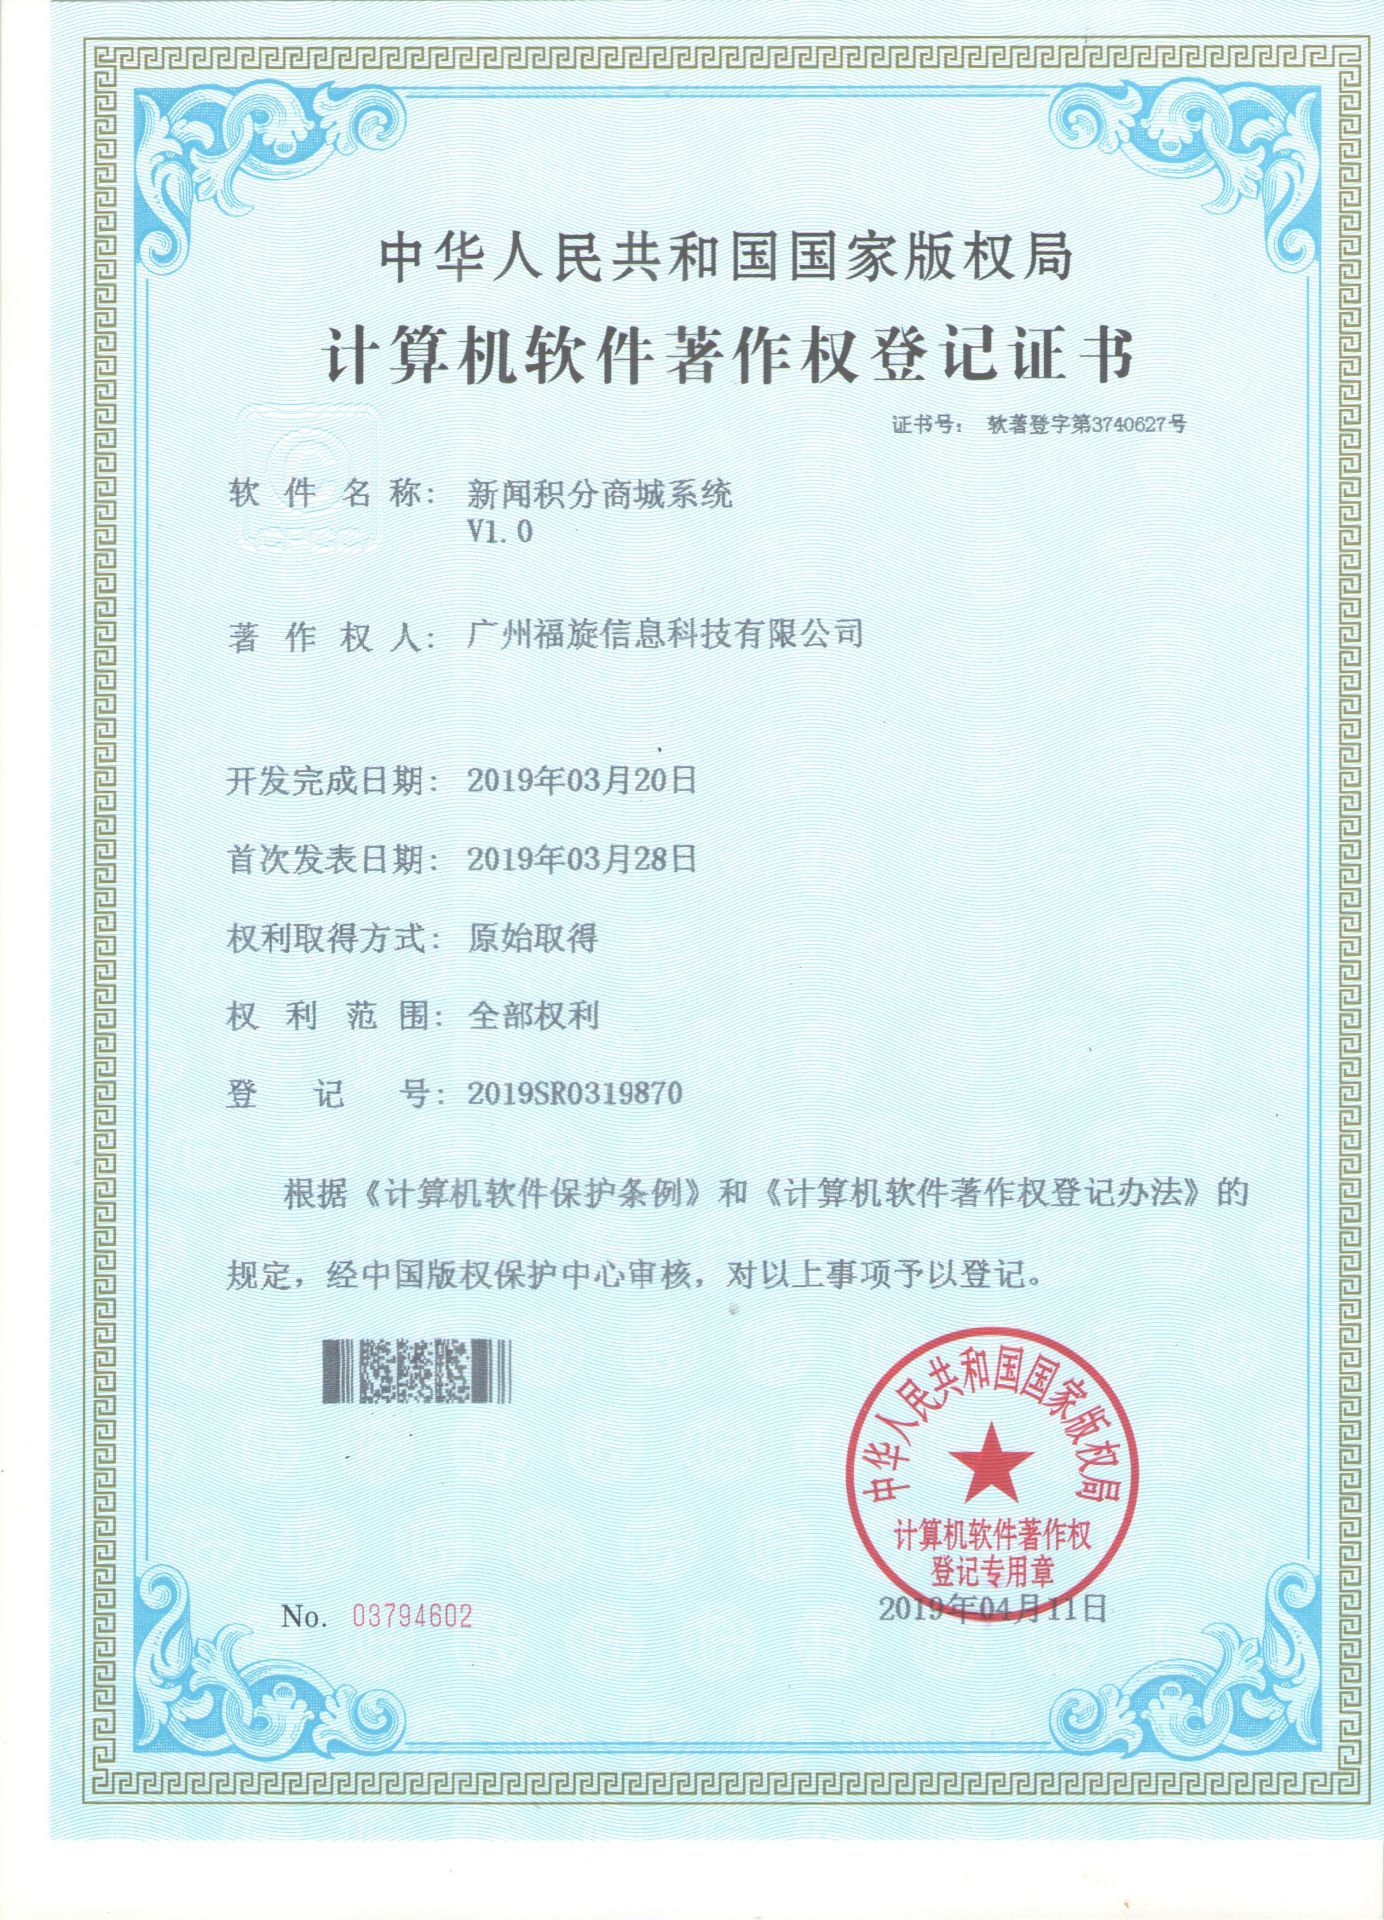 中华人民共和国国家版权局
计算机软件著作权登记证书
证书号： 软著登字第3740627号
软件名称： 新闻积分商城系统
V1.0
著作权人： 广州福旋信息科技有限公司
开发完成日期： 2019年03月20日
首次发表日期： 2019年03月28日
权利取得方式： 原始取得
权利范围： 全部权利
登记号： 2019SR0319870
根据《计算机软件保护条例》和《计算机软件著作权登记办法》的
规定，经中国版权保护中心审核，对以上事项予以登记。
中华人民共和国国家版权局
计算机软件著作权
登记专用章
No. 03794602
2019年04月11日